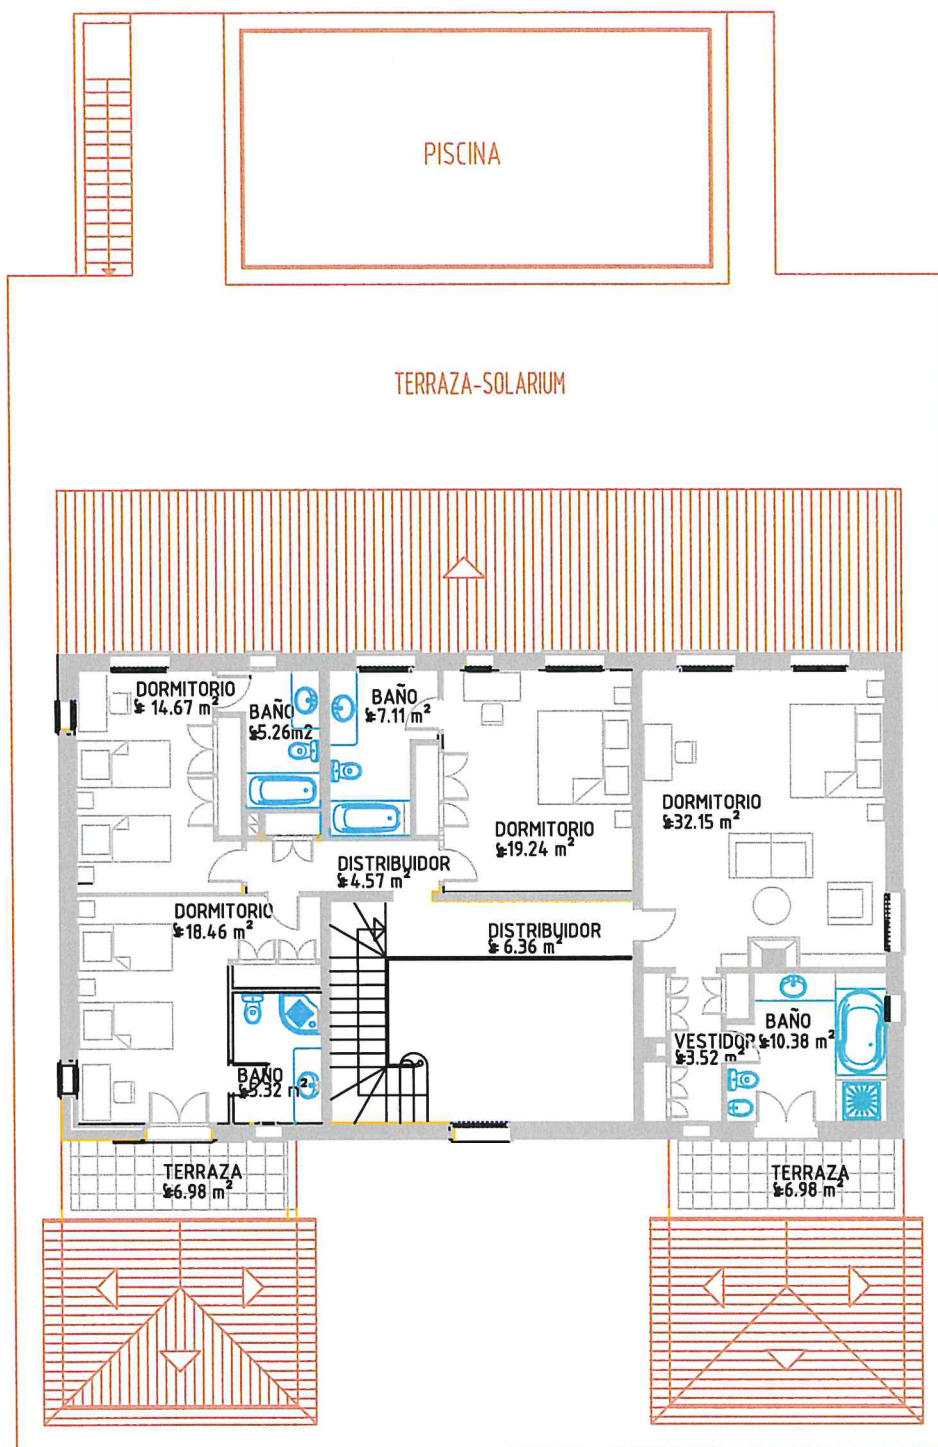 PISCINA
TERRAZA-SOLARIUM
DORMITORIO
14.67 m²
BAÑO
5.26m2
BAÑO
7.11 m²
DORMITORIO
19.24 m²
DORMITORIO
32.15 m²
DISTRIBUIDOR
4.57 m²
DORMITORIO
18.46 m²
DISTRIBUIDOR
6.36 m²
BAÑO
10.38 m²
VESTIDOR
3.52 m²
BAÑO
5.32 m²
TERRAZA
6.98 m²
TERRAZA
6.98 m²